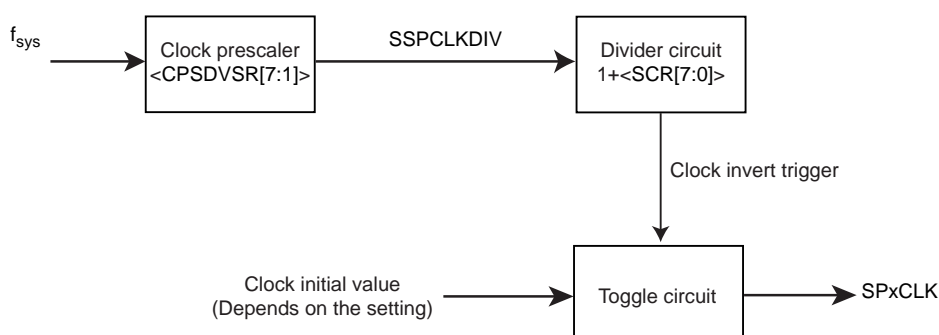 fsys
Clock prescaler
<CPSDVSR[7:1]>
SSPCLKDIV
Divider circuit
1+<SCR[7:0]>
Clock invert trigger
Clock initial value
(Depends on the setting)
Toggle circuit
SPxCLK